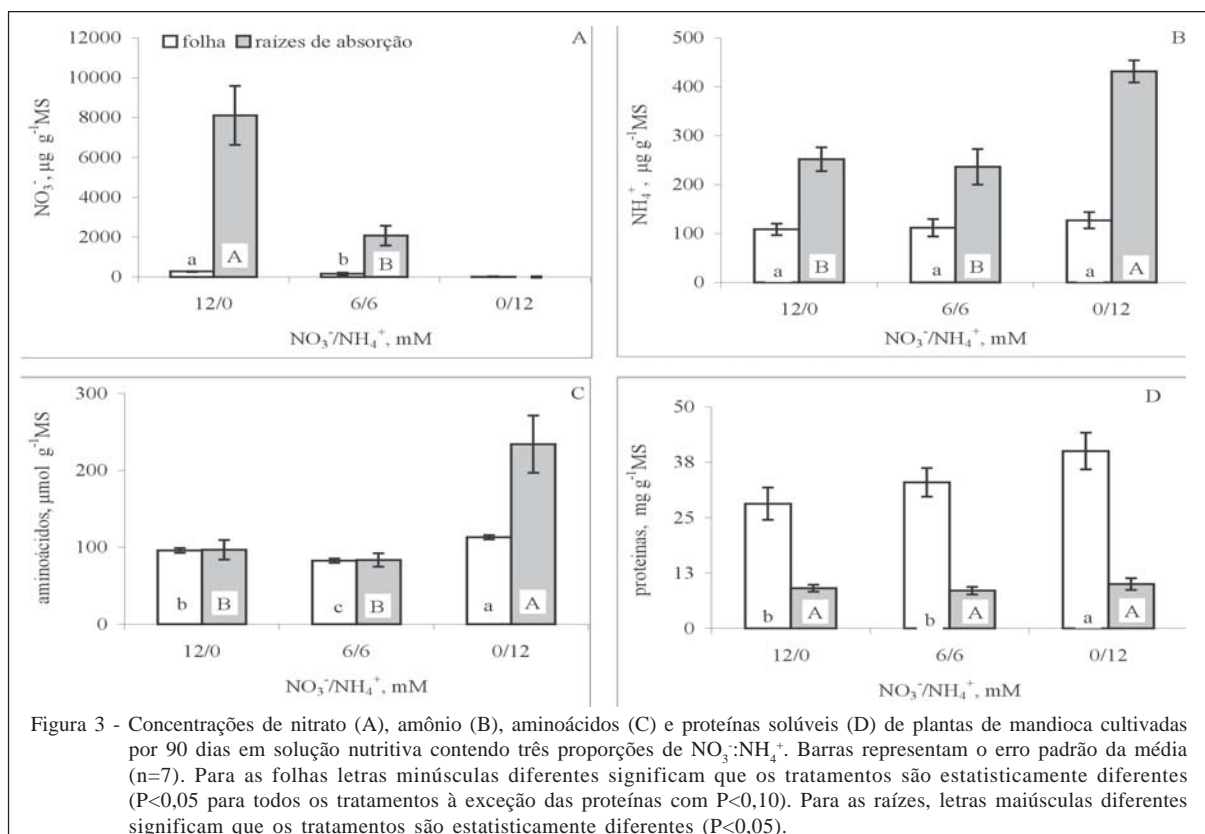 12000
10000
8000
6000
4000
2000
0
NO₃⁻, µg g⁻¹MS
folha raízes de absorção
A
a A b B
12/0 6/6 0/12
NO₃⁻/NH₄⁺, mM
500
400
300
200
100
0
NH₄⁺, µg g⁻¹MS
B
a B a B a A
12/0 6/6 0/12
NO₃⁻/NH₄⁺, mM
300
200
100
0
aminoácidos, µmol g⁻¹MS
C
b B c B a A
12/0 6/6 0/12
NO₃⁻/NH₄⁺, mM
50
38
25
13
0
proteinas, mg g⁻¹MS
D
b A b A a A
12/0 6/6 0/12
NO₃⁻/NH₄⁺, mM
Figura 3 - Concentrações de nitrato (A), amônio (B), aminoácidos (C) e proteínas solúveis (D) de plantas de mandioca cultivadas
por 90 dias em solução nutritiva contendo três proporções de NO₃⁻:NH₄⁺. Barras representam o erro padrão da média
(n=7). Para as folhas letras minúsculas diferentes significam que os tratamentos são estatisticamente diferentes
(P<0,05 para todos os tratamentos à exceção das proteínas com P<0,10). Para as raízes, letras maiúsculas diferentes
significam que os tratamentos são estatisticamente diferentes (P<0,05).